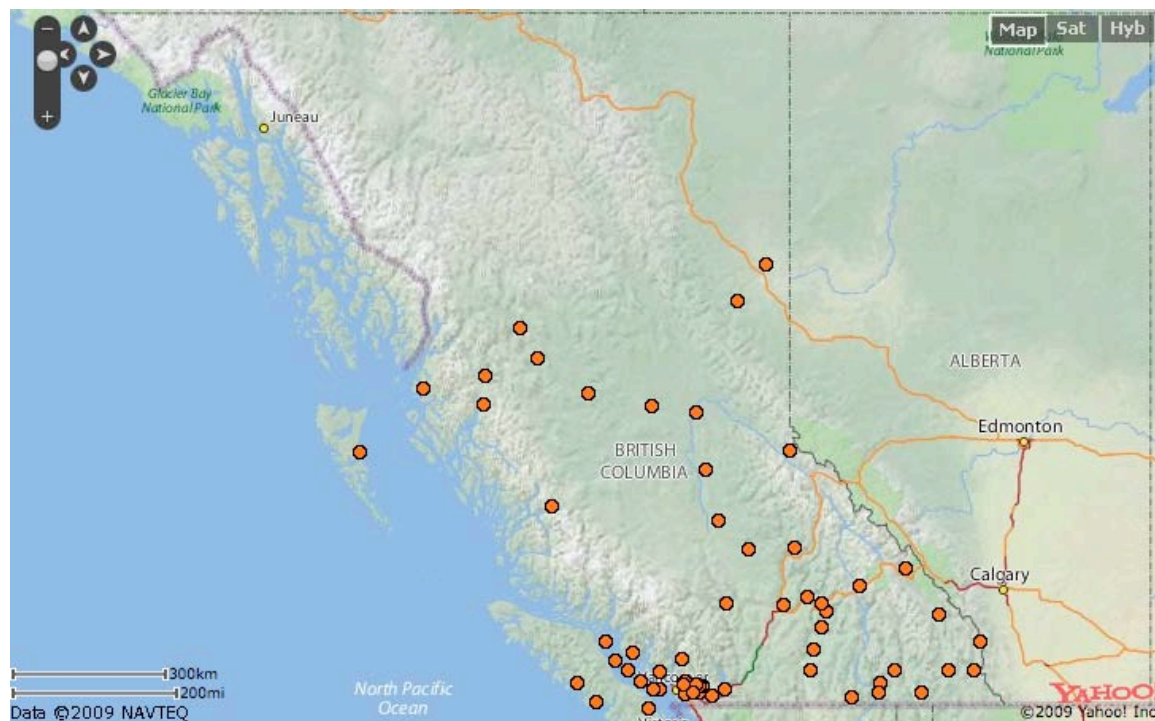 Map Sat Hyb
National Park
Glacier Bay
National Park
Juneau
ALBERTA
Edmonton
BRITISH
COLUMBIA
Calgary
300km
200mi
North Pacific
Ocean
YAHOO!
Data ©2009 NAVTEQ
©2009 Yahoo! Inc